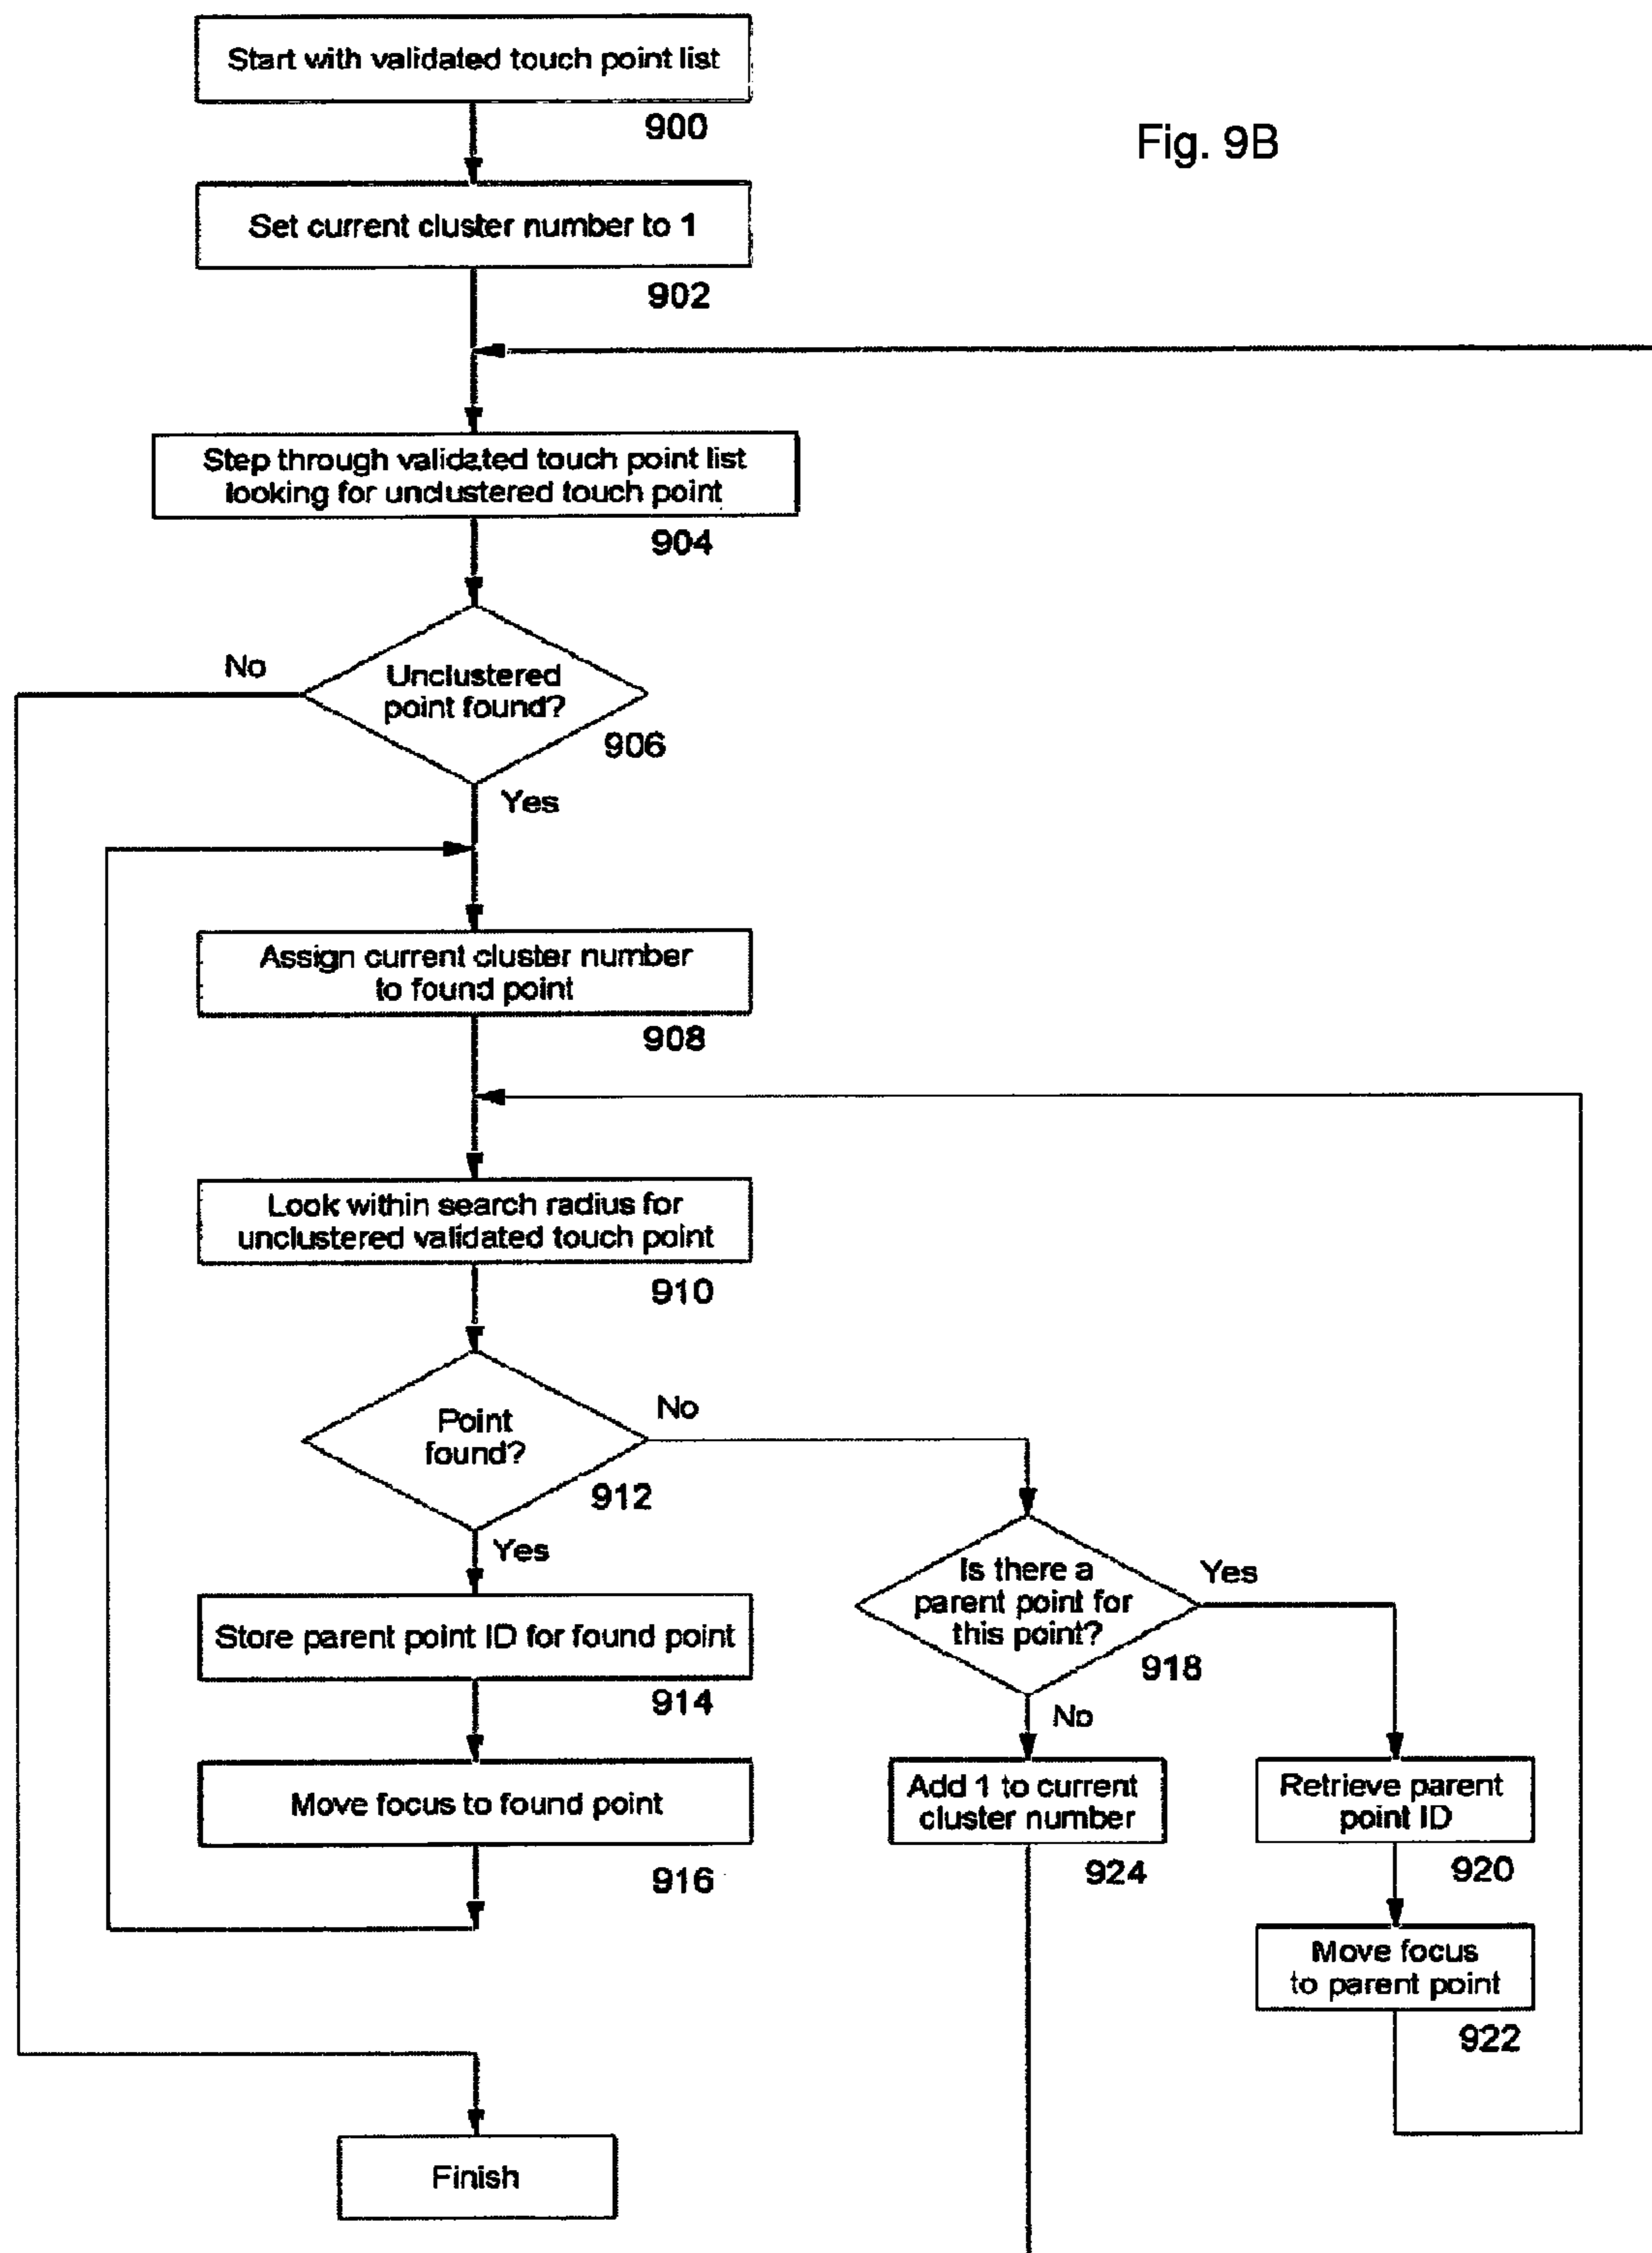 Start with validated touch point list
900
Fig. 9B
Set current cluster number to 1
902
Step through validated touch point list
looking for unclustered touch point
904
No
Unclustered
point found?
906
Yes
Assign current cluster number
to found point
908
Look within search radius for
unclustered validated touch point
910
Point
found?
No
912
Yes
Is there a
parent point for
this point?
Yes
918
No
Store parent point ID for found point
914
Move focus to found point
916
Add 1 to current
cluster number
924
Retrieve parent
point ID
920
Move focus
to parent point
922
Finish